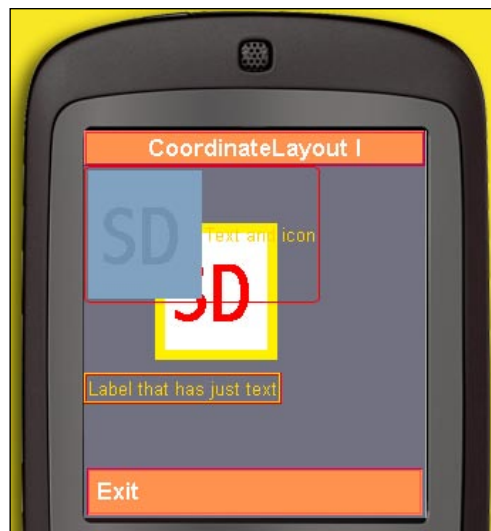 CoordinateLayout I
SD
Text and icon
SD
Label that has just text
Exit